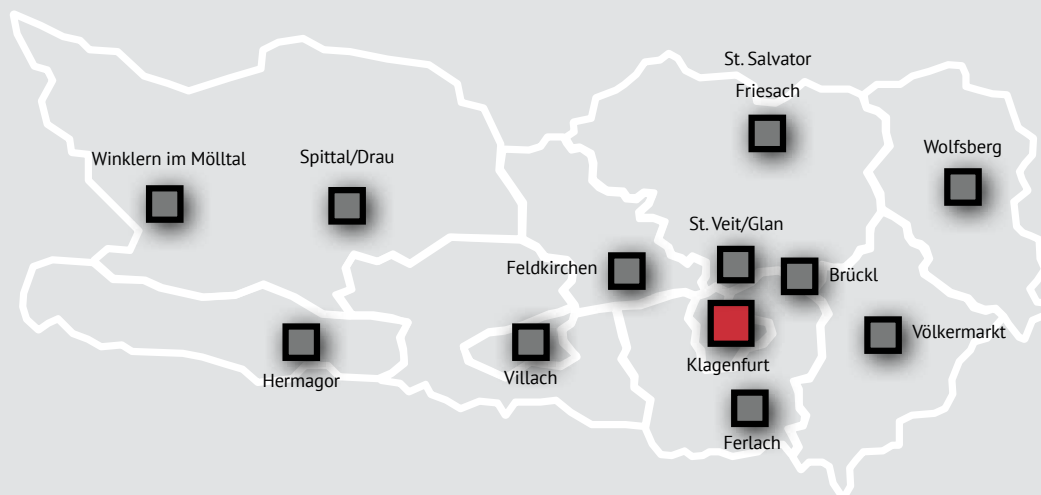 St. Salvator
Friesach
Wolfsberg
Winklern im Mölltal
Spittal/Drau
St. Veit/Glan
Feldkirchen
Brückl
Völkermarkt
Klagenfurt
Villach
Hermagor
Ferlach